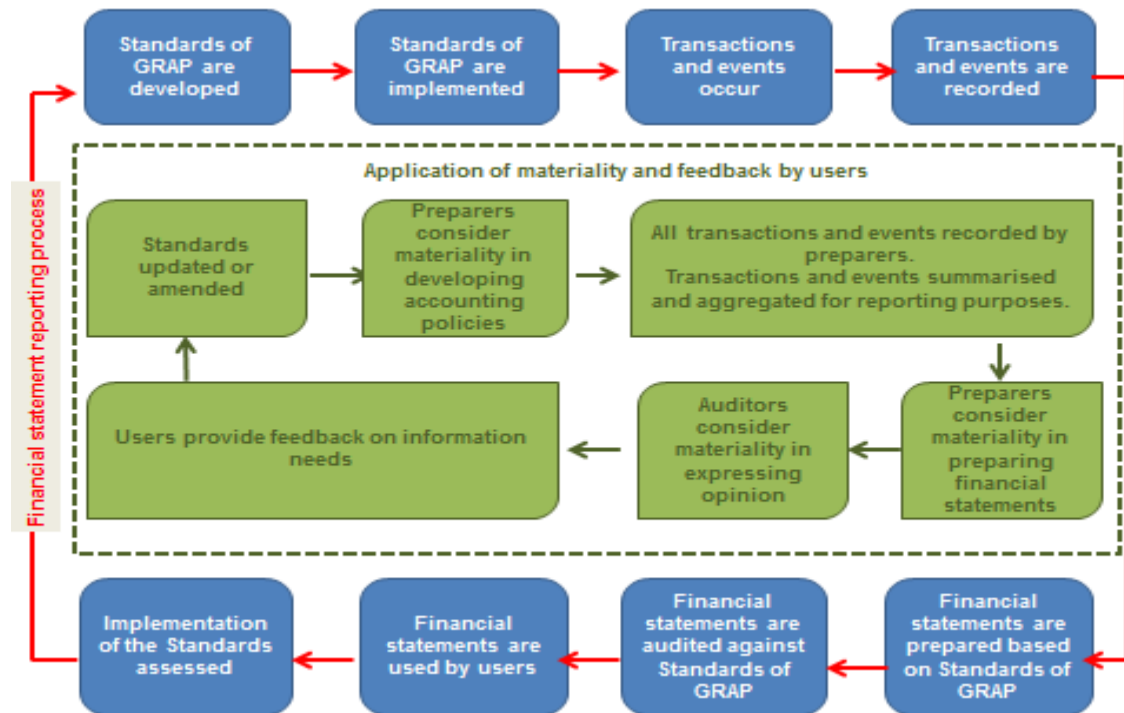 Standards of
GRAP are
developed
Standards of
GRAP are
implemented
Transactions
and events
occur
Transactions
and events are
recorded
Financial statement reporting process
Application of materiality and feedback by users
Standards
updated or
amended
Preparers
consider
materiality in
developing
accounting
policies
All transactions and events recorded by
preparers.
Transactions and events summarised
and aggregated for reporting purposes.
Users provide feedback on information
needs
Auditors
consider
materiality in
expressing
opinion
Preparers
consider
materiality in
preparing
financial
statements
Implementation
of the Standards
assessed
Financial
statements are
used by users
Financial
statements are
audited against
Standards of
GRAP
Financial
statements are
prepared based
on Standards of
GRAP